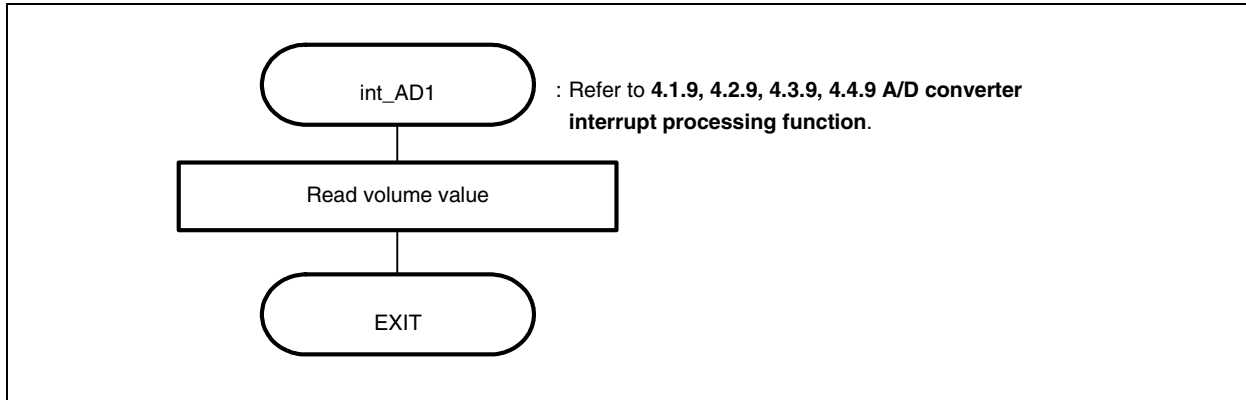 int_AD1
: Refer to 4.1.9, 4.2.9, 4.3.9, 4.4.9 A/D converter
interrupt processing function.
Read volume value
EXIT